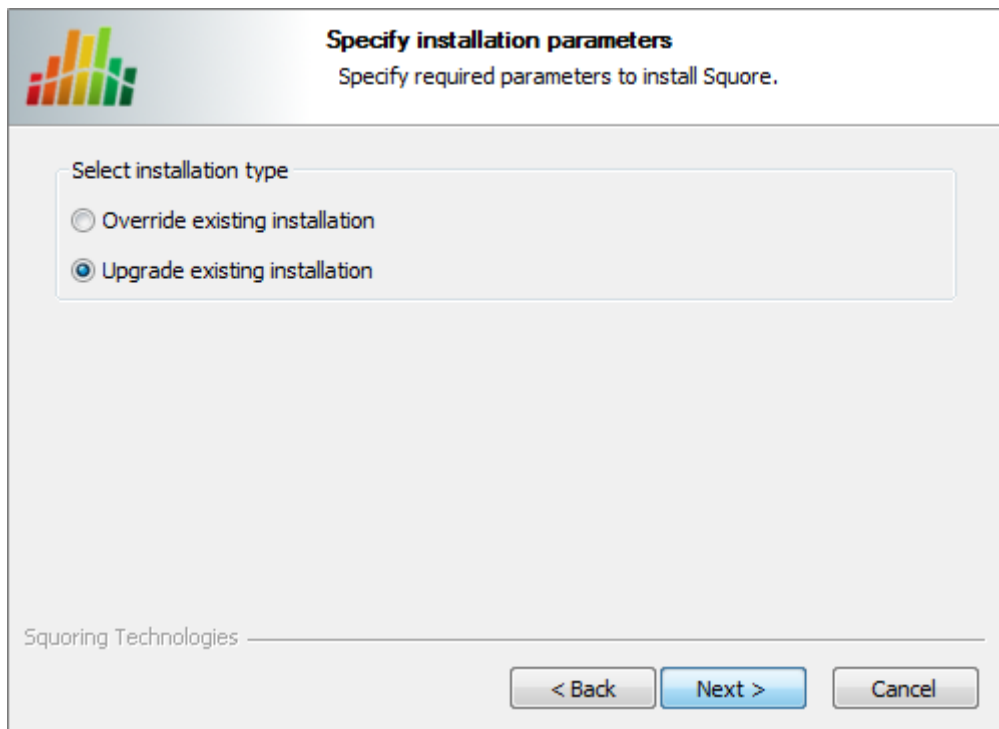 Specify installation parameters
Specify required parameters to install Squore.
Select installation type
Override existing installation
Upgrade existing installation
Squoring Technologies
< Back
Next >
Cancel